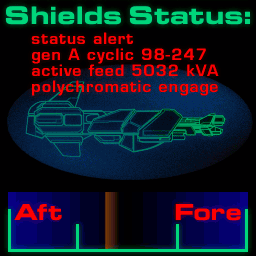 Shields Status:
status alert
gen A cyclic 98-247
active feed 5032 kVA
polychromatic engage
Aft Fore